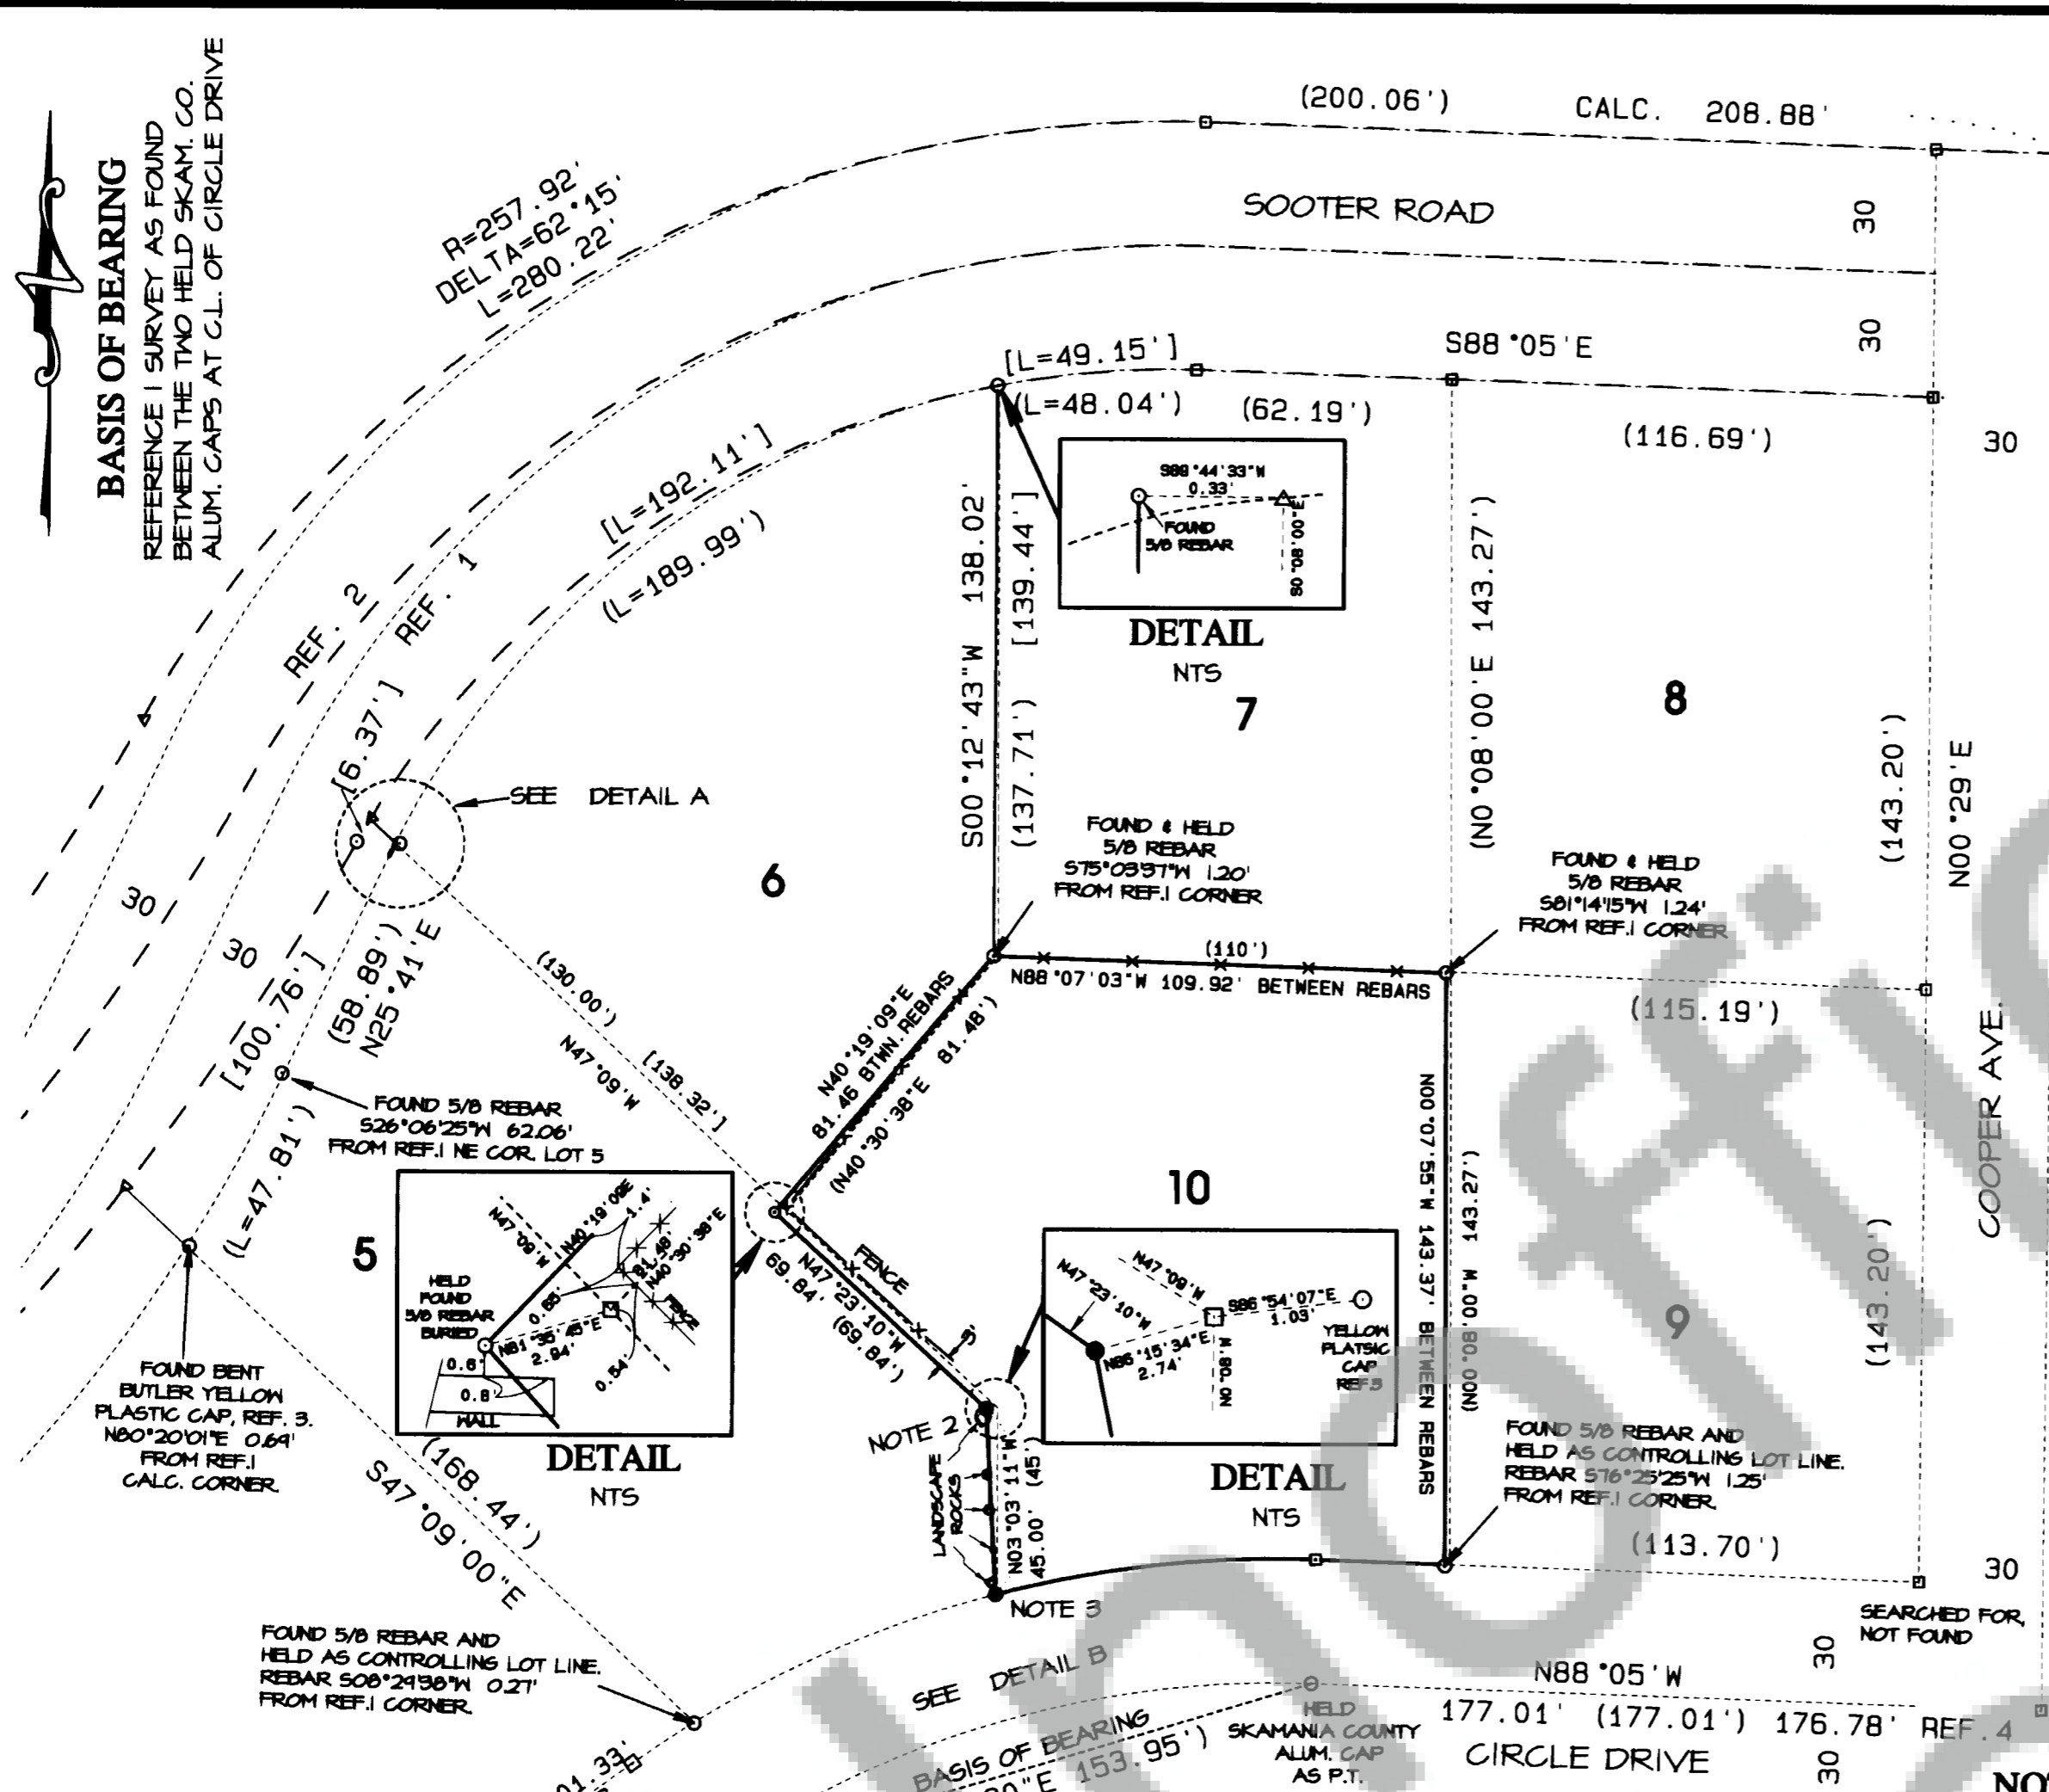 BASIS OF BEARING
REFERENCE 1 SURVEY AS FOUND
BETWEEN THE TWO HELD SKAM. CO.
ALUM. CAPS AT C.L. OF CIRCLE DRIVE
(200.06')
CALC. 208.88'
R=257.92'
DELTA=62°15'
L=280.22'
SOOTER ROAD
30
30
30
[L=49.15']
S88°05'E
(L=48.04')
(62.19')
(116.69')
[L=192.11']
(L=189.99')
REF. 2
REF. 1
S89°44'33"W
0.33'
FOUND
5/8 REBAR
S0°08'00"E
DETAIL
NTS
S00°12'43"W 138.02'
(137.71') [139.44']
7
(N0°08'00'E 143.27')
8
(143.20')
N00°29'E
[6.37']
SEE DETAIL A
6
FOUND & HELD
5/8 REBAR
S75°03'37"W 1.20'
FROM REF.1 CORNER
FOUND & HELD
5/8 REBAR
S81°14'15"W 1.24'
FROM REF.1 CORNER
30
30
(58.89')
N25°41'E
[100.76']
(130.00')
N47°09'W
[138.32']
(110')
N88°07'03"W 109.92' BETWEEN REBARS
(115.19')
COOPER AVE.
N40°19'09"E
81.46 BTWN. REBARS
(N40°30'38"E 81.48')
FOUND 5/8 REBAR
S26°06'25"W 62.06'
FROM REF.1 NE COR. LOT 5
(L=47.81')
5
N47°09'W
N40°19'09E
1.4'
81.48'
N40°30'38"E
FENCE
HELD
FOUND
5/8 REBAR
BURIED
0.85'
N81°35'45"E
2.94'
0.54'
0.6'
0.8'
WALL
DETAIL
NTS
10
FENCE
N47°23'10"W
69.84'
(69.84')
3'
N47°09'W
N47°23'10"W
S86°54'07"E
1.03'
N86°15'34"E
2.74'
N0°08'W
YELLOW
PLATSIC
CAP
REF 3
DETAIL
NTS
N00°07'55"W 143.37' BETWEEN REBARS
(N00°08'00"W 143.27')
9
(143.20')
FOUND BENT
BUTLER YELLOW
PLASTIC CAP, REF. 3.
N80°20'01"E 0.69'
FROM REF.1
CALC. CORNER.
(168.44')
S47°09'00"E
NOTE 2
LANDSCAPE
ROCKS
N03°03'11"W
45.00' (45')
NOTE 3
FOUND 5/8 REBAR AND
HELD AS CONTROLLING LOT LINE.
REBAR S76°25'25"W 1.25'
FROM REF.1 CORNER.
(113.70')
30
SEARCHED FOR,
NOT FOUND
FOUND 5/8 REBAR AND
HELD AS CONTROLLING LOT LINE.
REBAR S08°29'38"W 0.27'
FROM REF.1 CORNER.
SEE DETAIL B
BASIS OF BEARING
"E 153.95')
HELD
SKAMANIA COUNTY
ALUM. CAP
AS P.T.
30
N88°05'W
177.01' (177.01') 176.78' REF. 4
CIRCLE DRIVE
30
01.33'